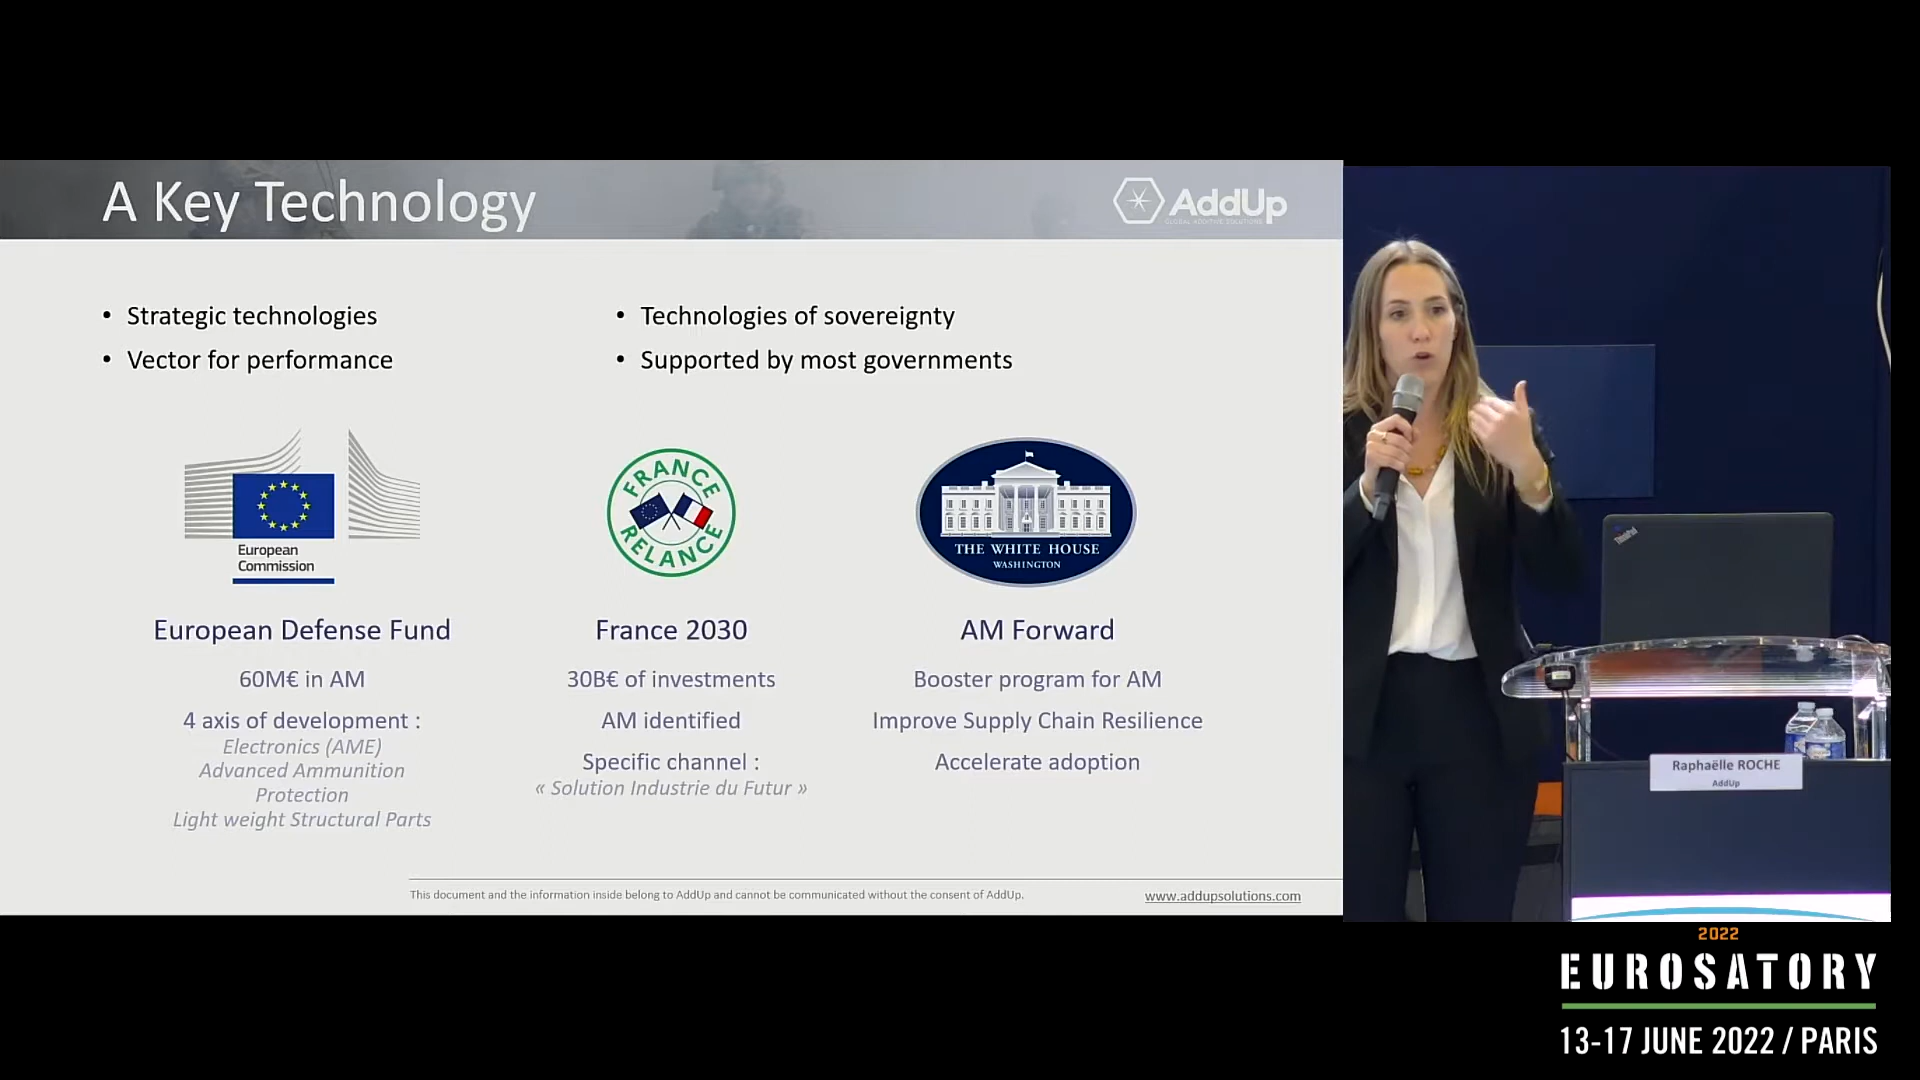 A Key Technology
AddUp
GLOBAL ADDITIVE SOLUTIONS
• Strategic technologies
• Vector for performance
• Technologies of sovereignty
• Supported by most governments
European
Commission
FRANCE
RELANCE
THE WHITE HOUSE
WASHINGTON
European Defense Fund
60M€ in AM
4 axis of development :
Electronics (AME)
Advanced Ammunition
Protection
Light weight Structural Parts
France 2030
30B€ of investments
AM identified
Specific channel :
« Solution Industrie du Futur »
AM Forward
Booster program for AM
Improve Supply Chain Resilience
Accelerate adoption
This document and the information inside belong to AddUp and cannot be communicated without the consent of AddUp.
www.addupsolutions.com
ThinkPad
Raphaëlle ROCHE
AddUp
2022
EUROSATORY
13-17 JUNE 2022 / PARIS